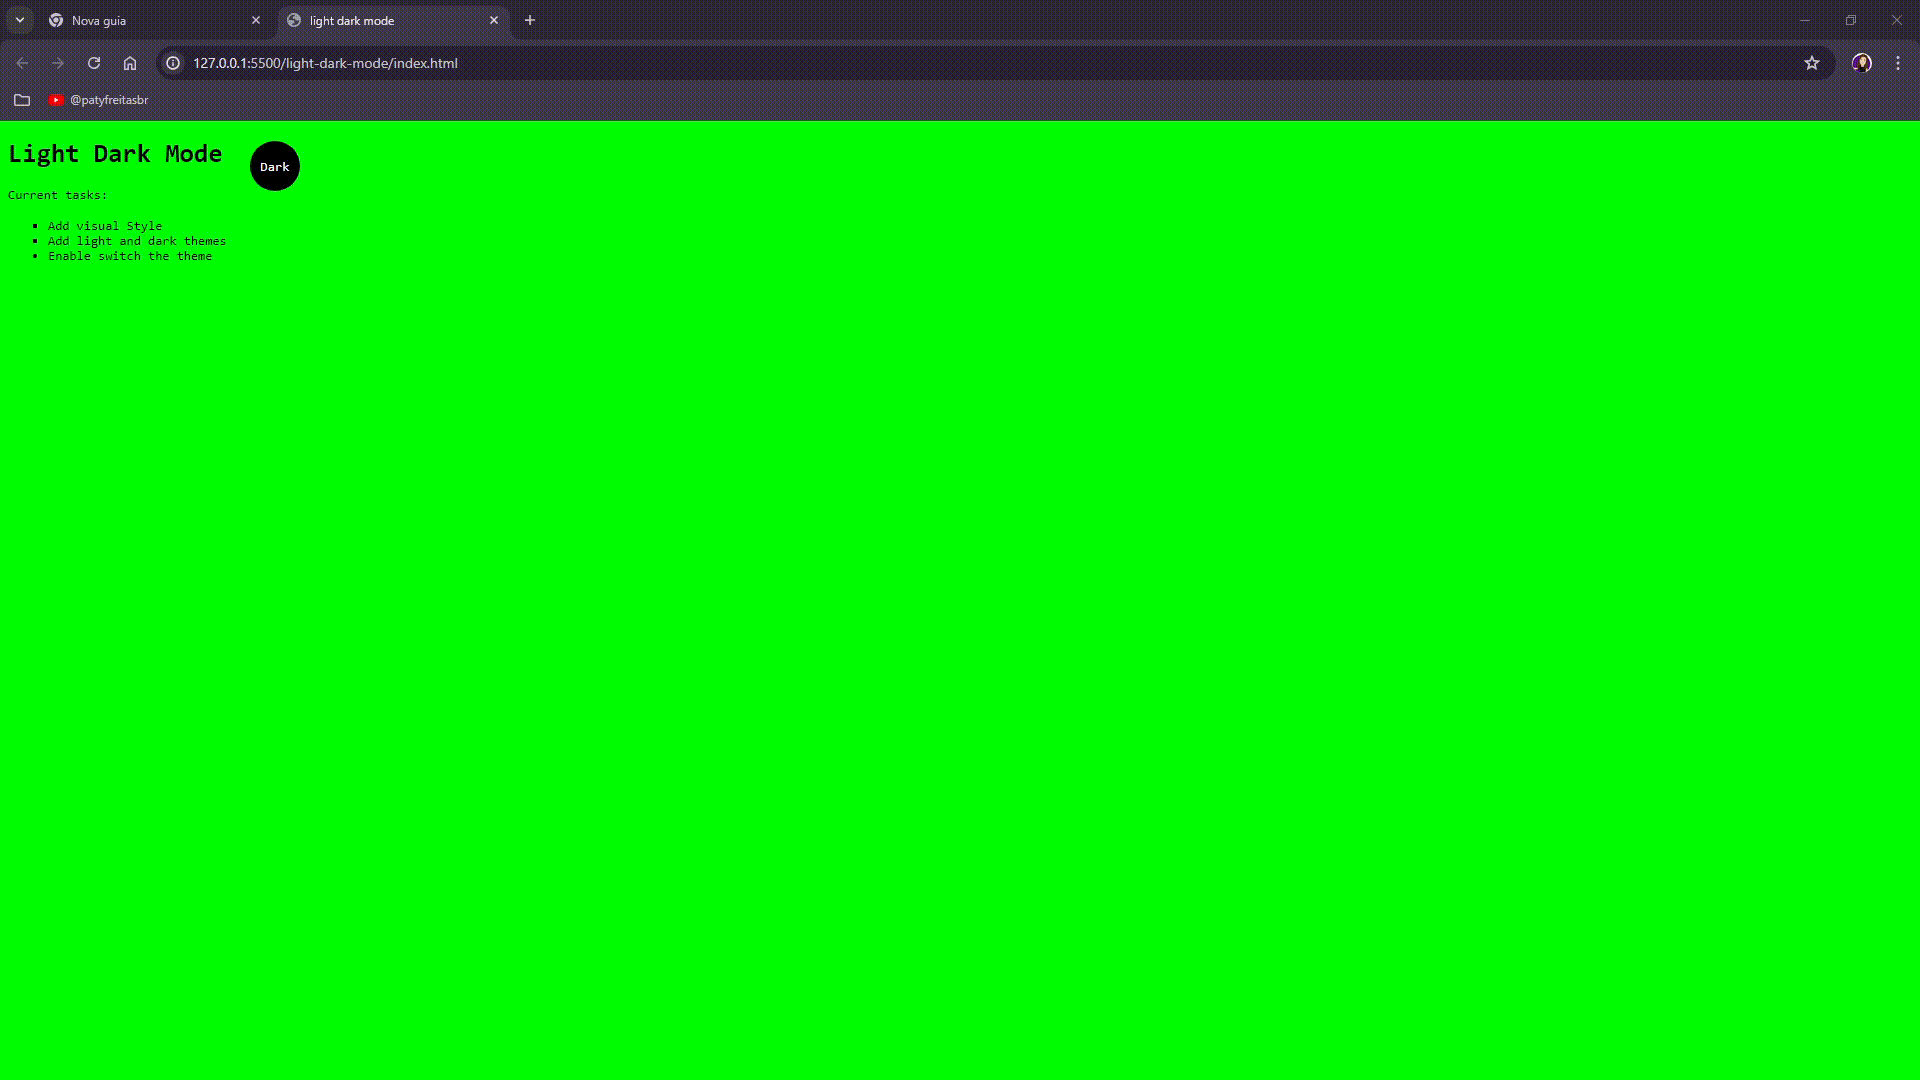 Nova guia
light dark mode
127.0.0.1:5500/light-dark-mode/index.html
@patyfreitasbr
Light Dark Mode
Dark
Current tasks:
Add visual Style
Add light and dark themes
Enable switch the theme